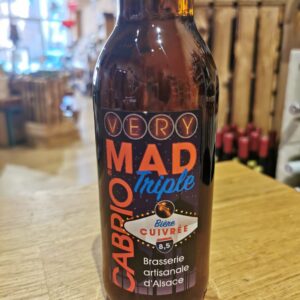 VERY
MAD
Triple
CABRIO
Bière
CUIVRÉE
8,5
Brasserie
artisanale
d'Alsace